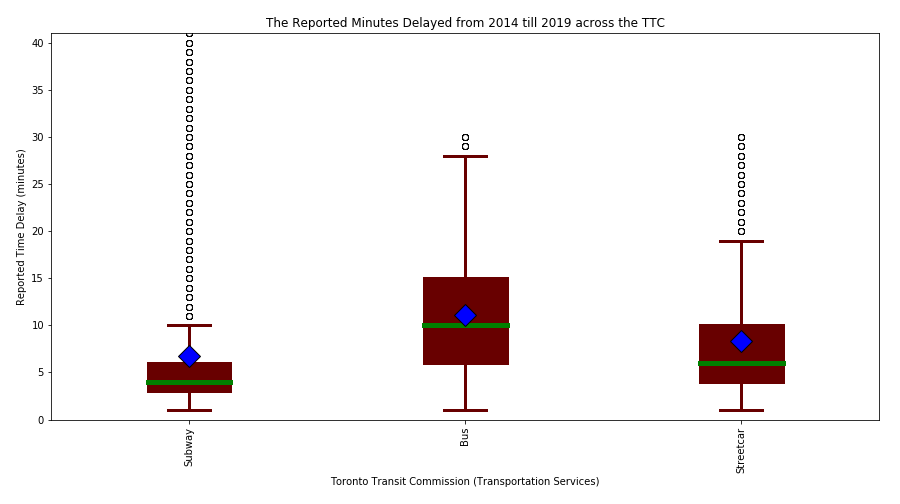 The Reported Minutes Delayed from 2014 till 2019 across the TTC
Reported Time Delay (minutes)
40
35
30
25
20
15
10
5
0
Subway
Bus
Streetcar
Toronto Transit Commission (Transportation Services)